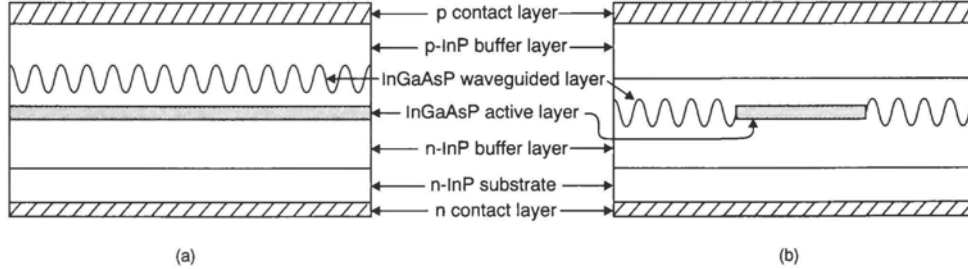 p contact layer
p-InP buffer layer
InGaAsP waveguided layer
InGaAsP active layer
n-InP buffer layer
n-InP substrate
n contact layer
(a)
(b)